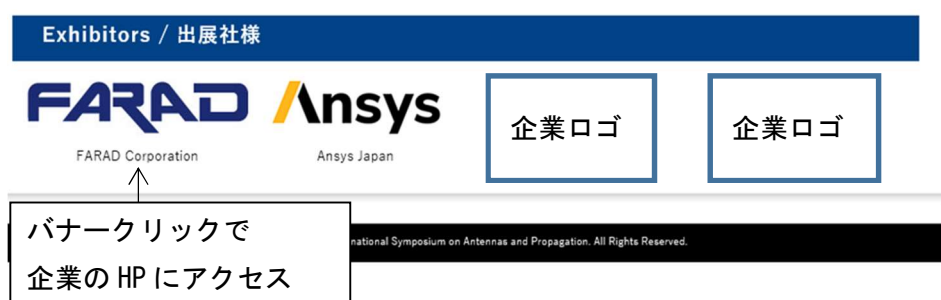 Exhibitors / 出展社様
FARAD Ansys 企業ロゴ 企業ロゴ
FARAD Corporation Ansys Japan
national Symposium on Antennas and Propagation. All Rights Reserved.
バナークリックで
企業の HP にアクセス